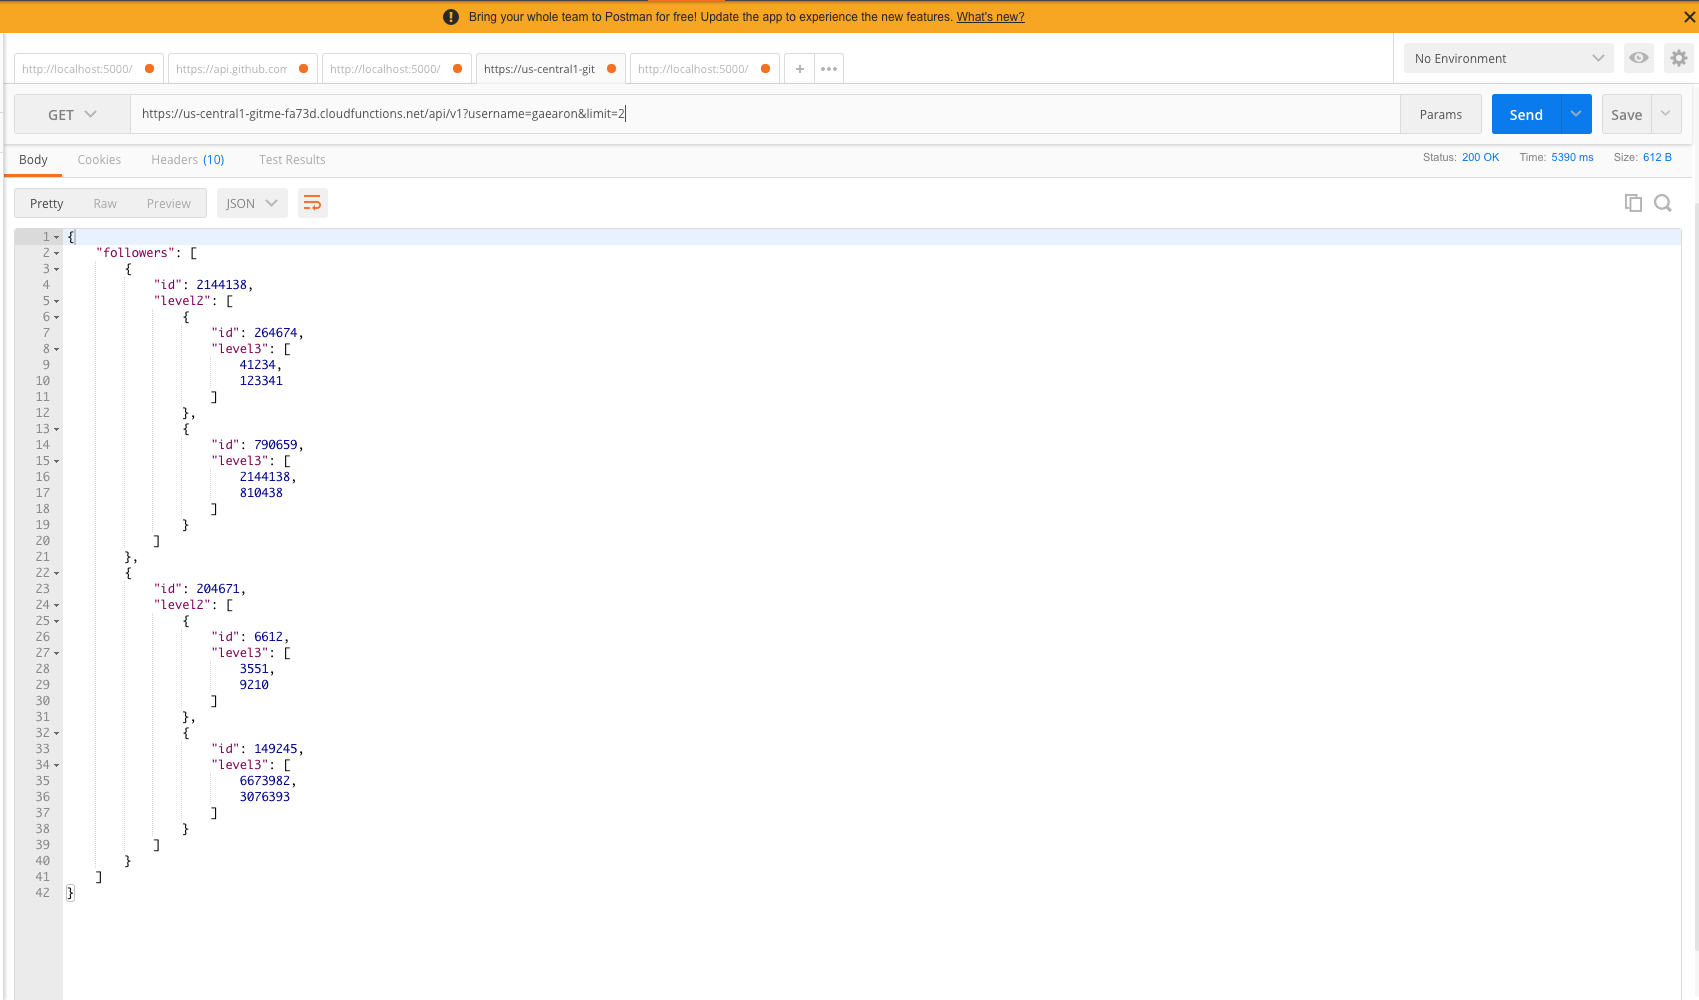 Bring your whole team to Postman for free! Update the app to experience the new features. What's new?
http://localhost:5000/ https://api.github.com http://localhost:5000/ https://us-central1-git http://localhost:5000/ + ••• No Environment
GET https://us-central1-gitme-fa73d.cloudfunctions.net/api/v1?username=gaearon&limit=2 Params Send Save
Body Cookies Headers (10) Test Results Status: 200 OK Time: 5390 ms Size: 612 B
Pretty Raw Preview JSON
1 {
2 "followers": [
3 {
4 "id": 2144138,
5 "level2": [
6 {
7 "id": 264674,
8 "level3": [
9 41234,
10 123341
11 ]
12 },
13 {
14 "id": 790659,
15 "level3": [
16 2144138,
17 810438
18 ]
19 }
20 ]
21 },
22 {
23 "id": 204671,
24 "level2": [
25 {
26 "id": 6612,
27 "level3": [
28 3551,
29 9210
30 ]
31 },
32 {
33 "id": 149245,
34 "level3": [
35 6673982,
36 3076393
37 ]
38 }
39 ]
40 }
41 ]
42 }